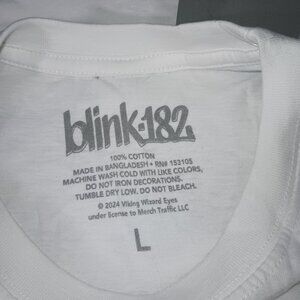 blink-182
100% COTTON
MADE IN BANGLADESH • RN# 153105
MACHINE WASH COLD WITH LIKE COLORS,
DO NOT IRON DECORATIONS.
TUMBLE DRY LOW. DO NOT BLEACH.
© 2024 Viking Wizard Eyes
under license to Merch Traffic LLC
L